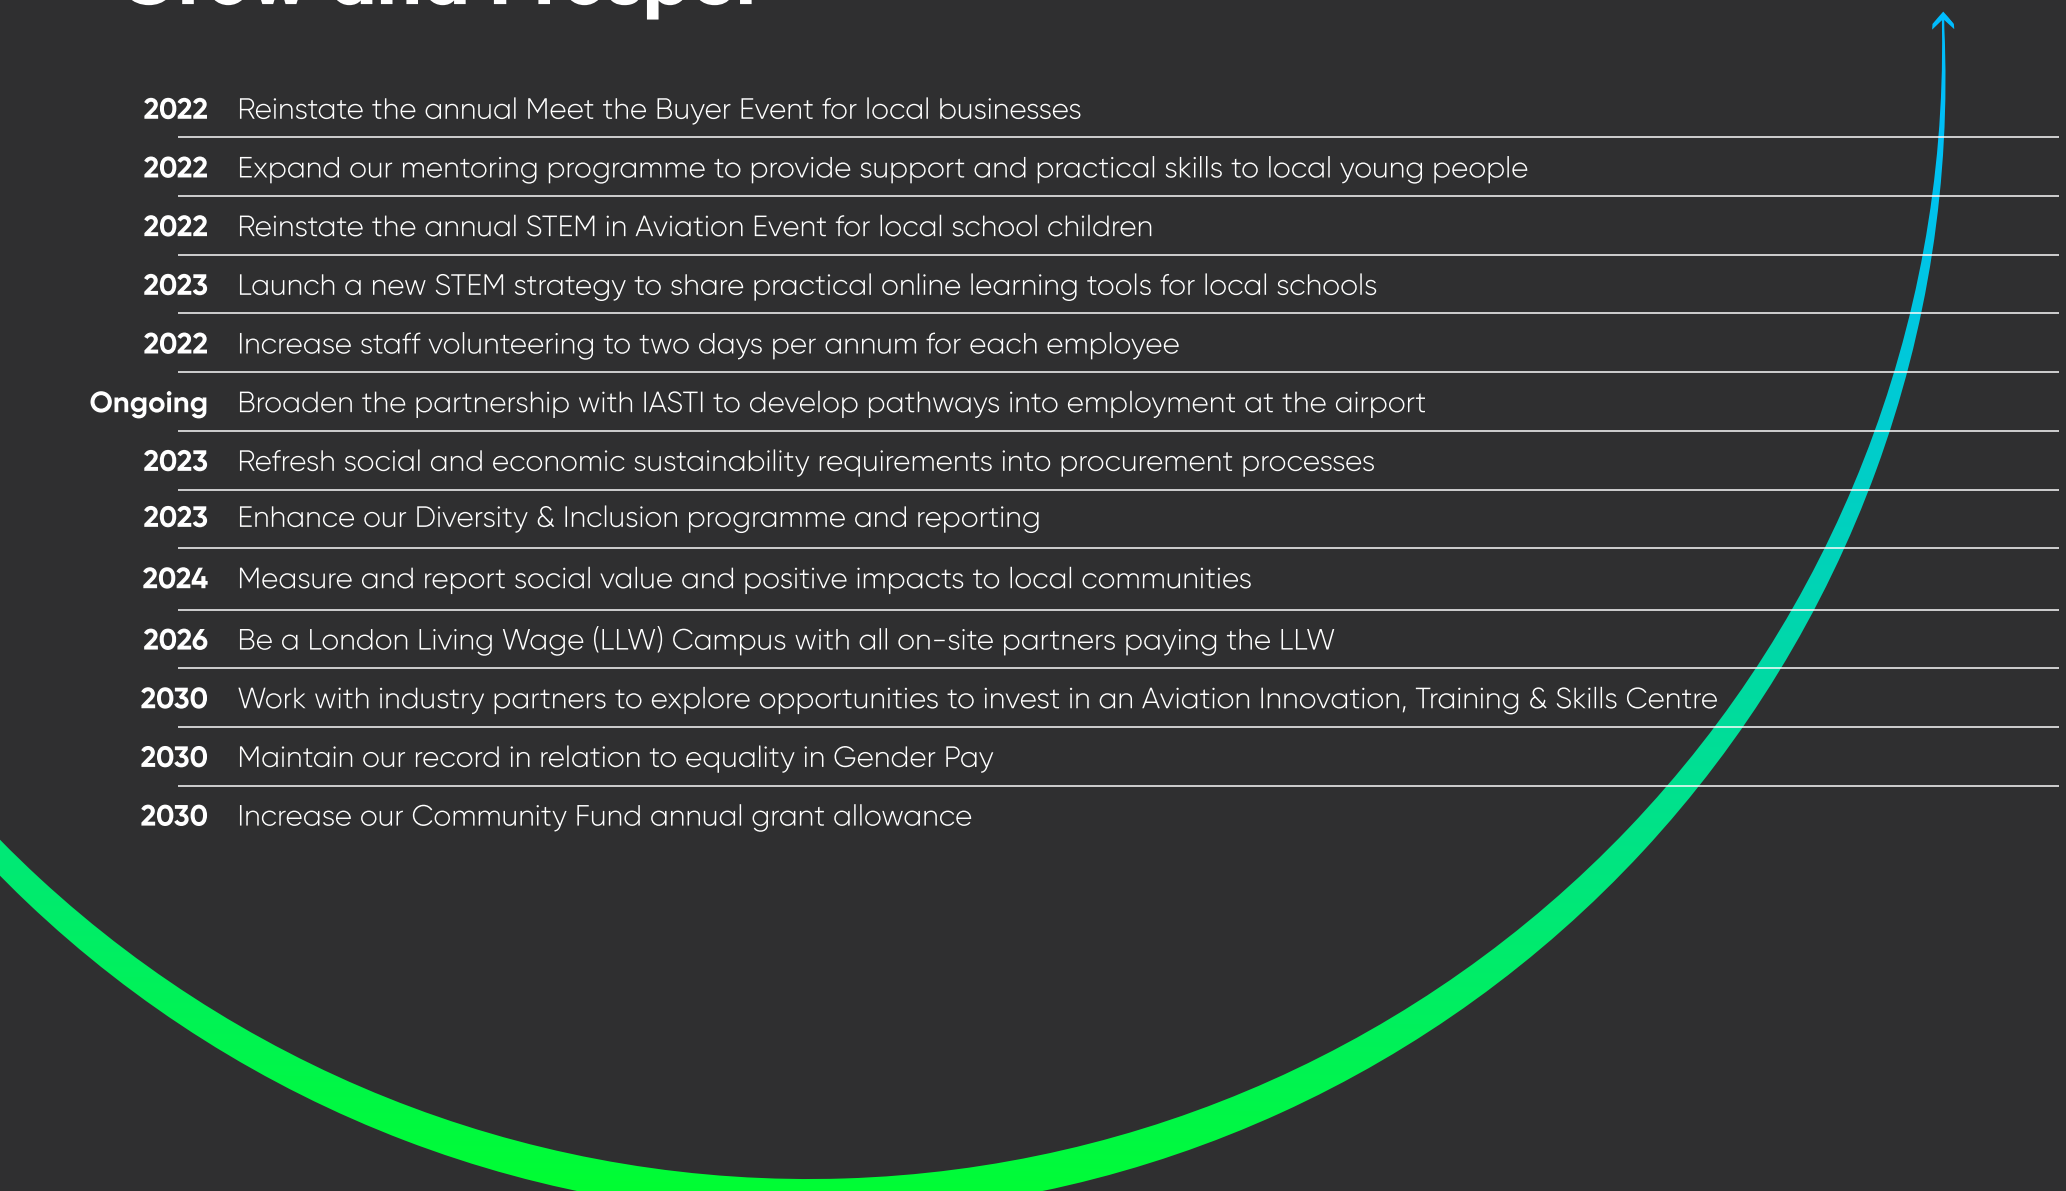 Grow and Prosper
2022 Reinstate the annual Meet the Buyer Event for local businesses
2022 Expand our mentoring programme to provide support and practical skills to local young people
2022 Reinstate the annual STEM in Aviation Event for local school children
2023 Launch a new STEM strategy to share practical online learning tools for local schools
2022 Increase staff volunteering to two days per annum for each employee
Ongoing Broaden the partnership with IASTI to develop pathways into employment at the airport
2023 Refresh social and economic sustainability requirements into procurement processes
2023 Enhance our Diversity & Inclusion programme and reporting
2024 Measure and report social value and positive impacts to local communities
2026 Be a London Living Wage (LLW) Campus with all on-site partners paying the LLW
2030 Work with industry partners to explore opportunities to invest in an Aviation Innovation, Training & Skills Centre
2030 Maintain our record in relation to equality in Gender Pay
2030 Increase our Community Fund annual grant allowance